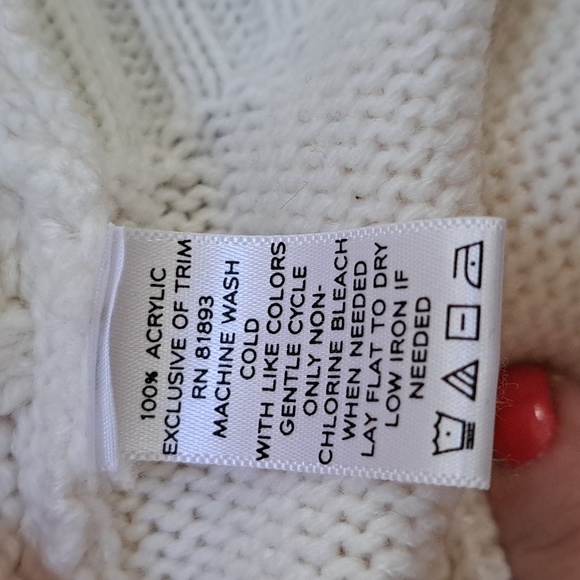 100% ACRYLIC
EXCLUSIVE OF TRIM
RN 81893
MACHINE WASH
COLD
WITH LIKE COLORS
GENTLE CYCLE
ONLY NON-
CHLORINE BLEACH
WHEN NEEDED
LAY FLAT TO DRY
LOW IRON IF
NEEDED